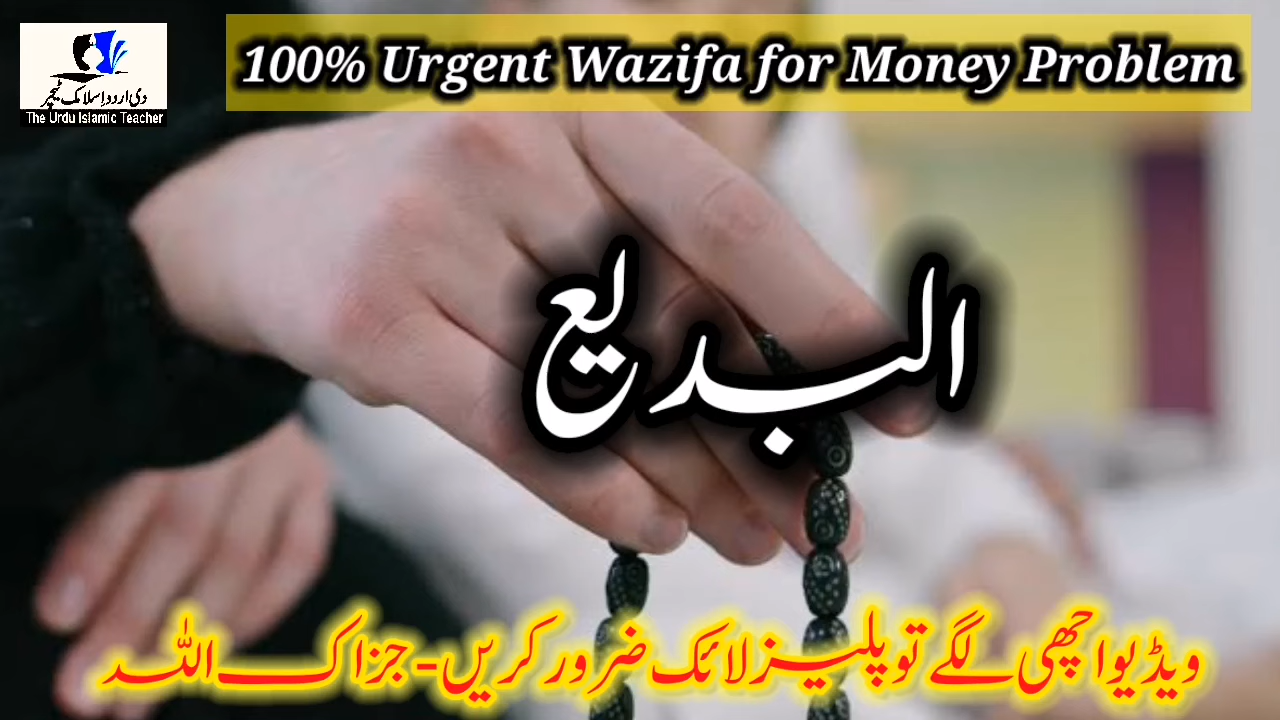 100% Urgent Wazifa for Money Problem
دی اردو اسلامک ٹیچر
The Urdu Islamic Teacher
البدیع
ویڈیو اچھی لگے تو پلیز لائک ضرور کریں - جزاک اللہ